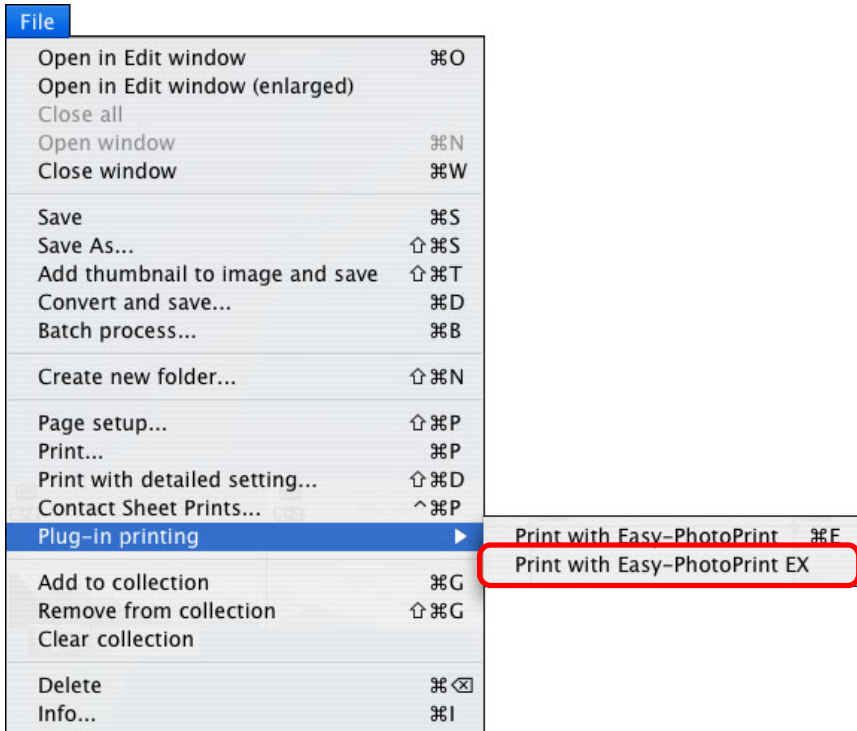 File
Open in Edit window ⌘O
Open in Edit window (enlarged)
Close all
Open window ⌘N
Close window ⌘W
Save ⌘S
Save As... ⇧⌘S
Add thumbnail to image and save ⇧⌘T
Convert and save... ⌘D
Batch process... ⌘B
Create new folder... ⇧⌘N
Page setup... ⇧⌘P
Print... ⌘P
Print with detailed setting... ⇧⌘D
Contact Sheet Prints... ^⌘P
Plug-in printing ▶
Print with Easy-PhotoPrint ⌘E
Print with Easy-PhotoPrint EX
Add to collection ⌘G
Remove from collection ⇧⌘G
Clear collection
Delete ⌘⌫
Info... ⌘I